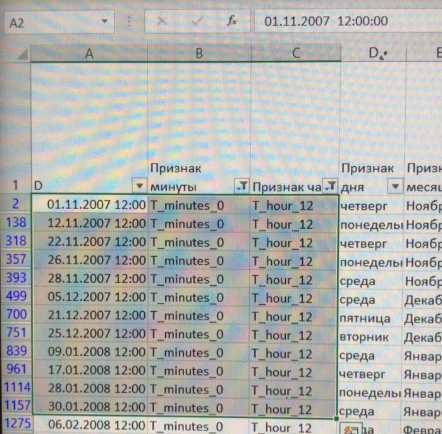 A2 fx 01.11.2007 12:00:00
A B C D E
Признак Признак
1 D минуты Признак ча дня
2 01.11.2007 12:00 T_minutes_0 T_hour_12 четверг Ноябр
138 12.11.2007 12:00 T_minutes_0 T_hour_12 понедельн Ноябр
318 22.11.2007 12:00 T_minutes_0 T_hour_12 четверг Ноябр
357 26.11.2007 12:00 T_minutes_0 T_hour_12 понедельн Ноябр
393 28.11.2007 12:00 T_minutes_0 T_hour_12 среда Ноябр
499 05.12.2007 12:00 T_minutes_0 T_hour_12 среда Декаб
700 21.12.2007 12:00 T_minutes_0 T_hour_12 пятница Декаб
751 25.12.2007 12:00 T_minutes_0 T_hour_12 вторник Декаб
839 09.01.2008 12:00 T_minutes_0 T_hour_12 среда Январ
961 17.01.2008 12:00 T_minutes_0 T_hour_12 четверг Январ
1114 28.01.2008 12:00 T_minutes_0 T_hour_12 понедельн Январ
1157 30.01.2008 12:00 T_minutes_0 T_hour_12 среда Январ
1275 06.02.2008 12:00 T_minutes_0 T_hour_12 Февра